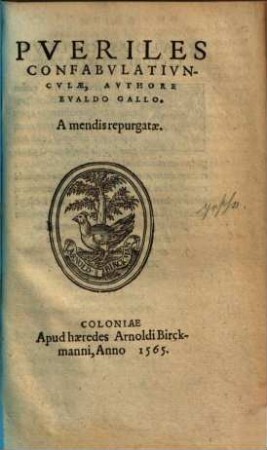 PVERILES
CONFABVLATIVN-
CVLÆ, AVTHORE
EVALDO GALLO.
A mendis repurgatæ.
COLONIAE
Apud hæredes Arnoldi Birck-
manni, Anno 1565.